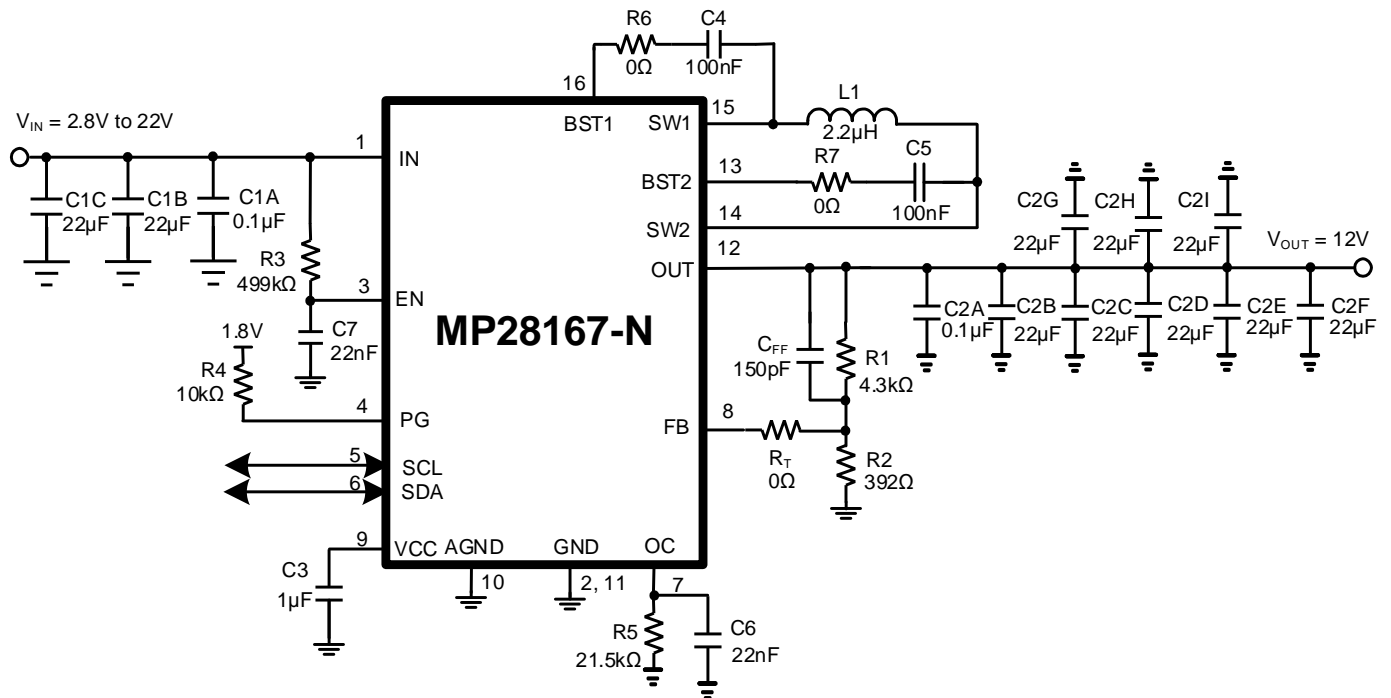 R6
0Ω
C4
100nF
16
BST1
15
SW1
L1
2.2µH
V_IN = 2.8V to 22V
1
IN
C1C
22µF
C1B
22µF
C1A
0.1µF
R3
499kΩ
3
EN
C7
22nF
1.8V
R4
10kΩ
4
PG
5
SCL
6
SDA
9
VCC
C3
1µF
AGND
10
GND
2, 11
OC
7
R5
21.5kΩ
C6
22nF
MP28167-N
13
BST2
R7
0Ω
C5
100nF
14
SW2
12
OUT
C_FF
150pF
R1
4.3kΩ
8
FB
R_T
0Ω
R2
392Ω
C2G
22µF
C2H
22µF
C2I
22µF
V_OUT = 12V
C2A
0.1µF
C2B
22µF
C2C
22µF
C2D
22µF
C2E
22µF
C2F
22µF